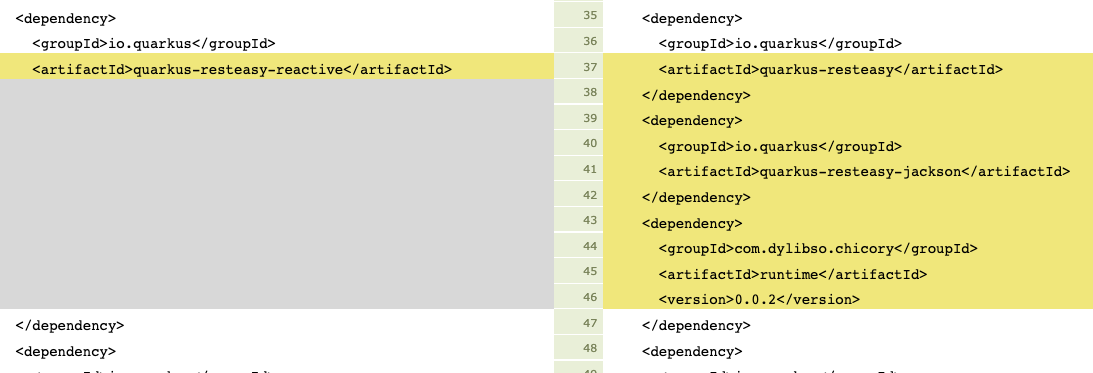 <dependency>
<groupId>io.quarkus</groupId>
<artifactId>quarkus-resteasy-reactive</artifactId>
</dependency>
<dependency>
35 <dependency>
36 <groupId>io.quarkus</groupId>
37 <artifactId>quarkus-resteasy</artifactId>
38 </dependency>
39 <dependency>
40 <groupId>io.quarkus</groupId>
41 <artifactId>quarkus-resteasy-jackson</artifactId>
42 </dependency>
43 <dependency>
44 <groupId>com.dylibso.chicory</groupId>
45 <artifactId>runtime</artifactId>
46 <version>0.0.2</version>
47 </dependency>
48 <dependency>